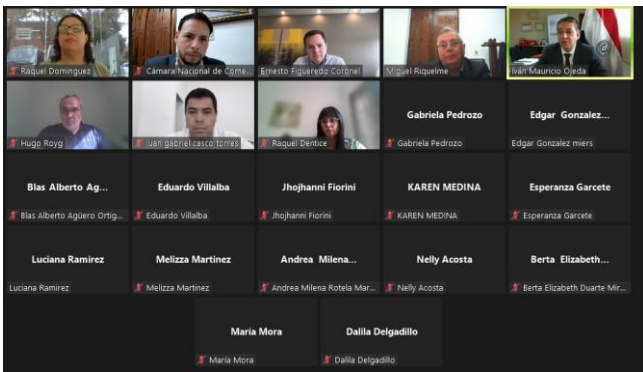 Raquel Dominguez
Cámara Nacional de Come...
Ernesto Figueredo Coronel
Miguel Riquelme
Iván Mauricio Ojeda
Hugo Royg
juan gabriel casco torres
Raquel Dentice
Gabriela Pedrozo
Gabriela Pedrozo
Edgar Gonzalez...
Edgar Gonzalez miers
Blas Alberto Ag...
Blas Alberto Agüero Ortig...
Eduardo Villalba
Eduardo Villalba
Jhojhanni Fiorini
Jhojhanni Fiorini
KAREN MEDINA
KAREN MEDINA
Esperanza Garcete
Esperanza Garcete
Luciana Ramirez
Luciana Ramirez
Melizza Martinez
Melizza Martinez
Andrea Milena...
Andrea Milena Rotela Mar...
Nelly Acosta
Nelly Acosta
Berta Elizabeth...
Berta Elizabeth Duarte Mir...
María Mora
María Mora
Dalila Delgadillo
Dalila Delgadillo